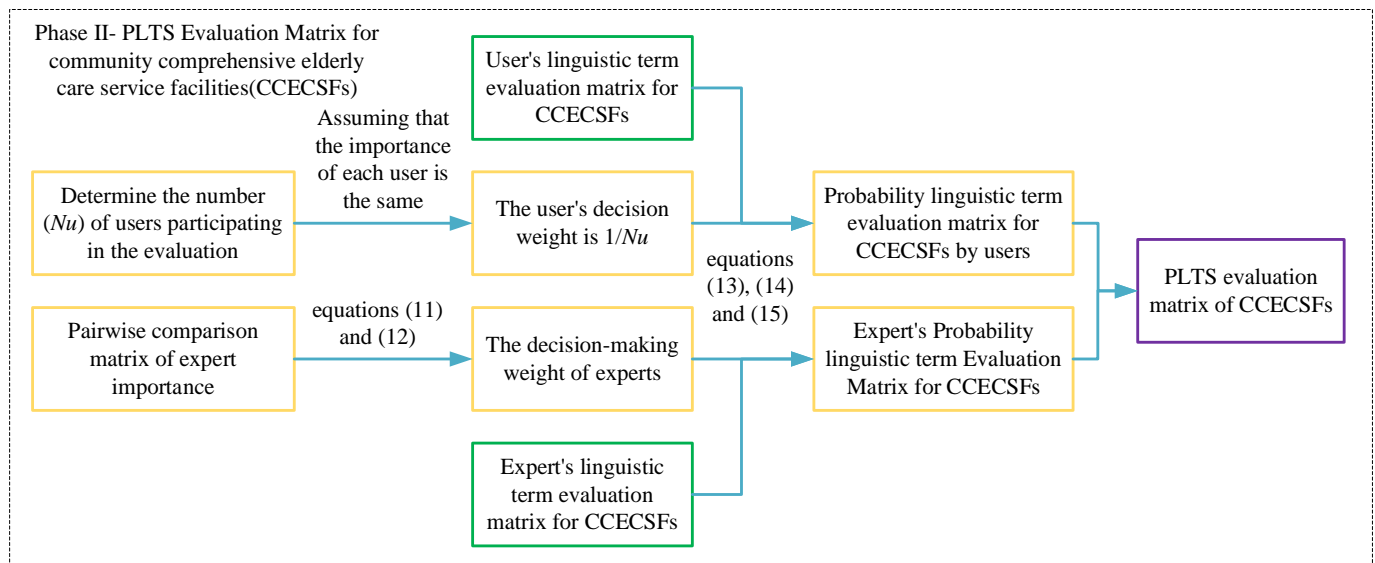 Phase II- PLTS Evaluation Matrix for
community comprehensive elderly
care service facilities(CCECSFs)
User's linguistic term
evaluation matrix for
CCECSFs
Assuming that
the importance
of each user is
the same
Determine the number
(Nu) of users participating
in the evaluation
The user's decision
weight is 1/Nu
Probability linguistic term
evaluation matrix for
CCECSFs by users
equations
(13), (14)
and (15)
PLTS evaluation
matrix of CCECSFs
Pairwise comparison
matrix of expert
importance
equations (11)
and (12)
The decision-making
weight of experts
Expert's Probability
linguistic term Evaluation
Matrix for CCECSFs
Expert's linguistic
term evaluation
matrix for CCECSFs